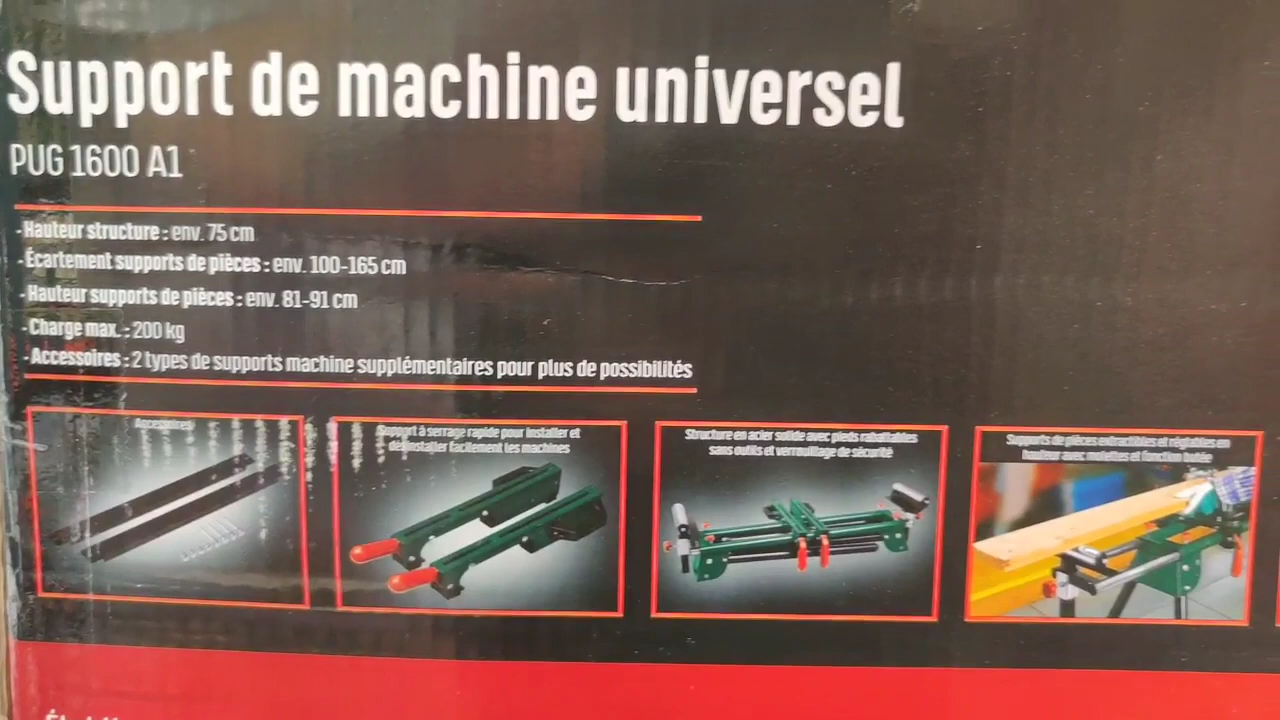 Support de machine universel
PUG 1600 A1
- Hauteur structure : env. 75 cm
- Écartement supports de pièces : env. 100-165 cm
- Hauteur supports de pièces : env. 81-91 cm
- Charge max. : 200 kg
- Accessoires : 2 types de supports machine supplémentaires pour plus de possibilités
Accessoires
Support à serrage rapide pour installer et
désinstaller facilement les machines
Structure en acier solide avec pieds rabattables
sans outils et verrouillage de sécurité
Supports de pièces extractibles et réglables en
hauteur avec molettes et fonction butée